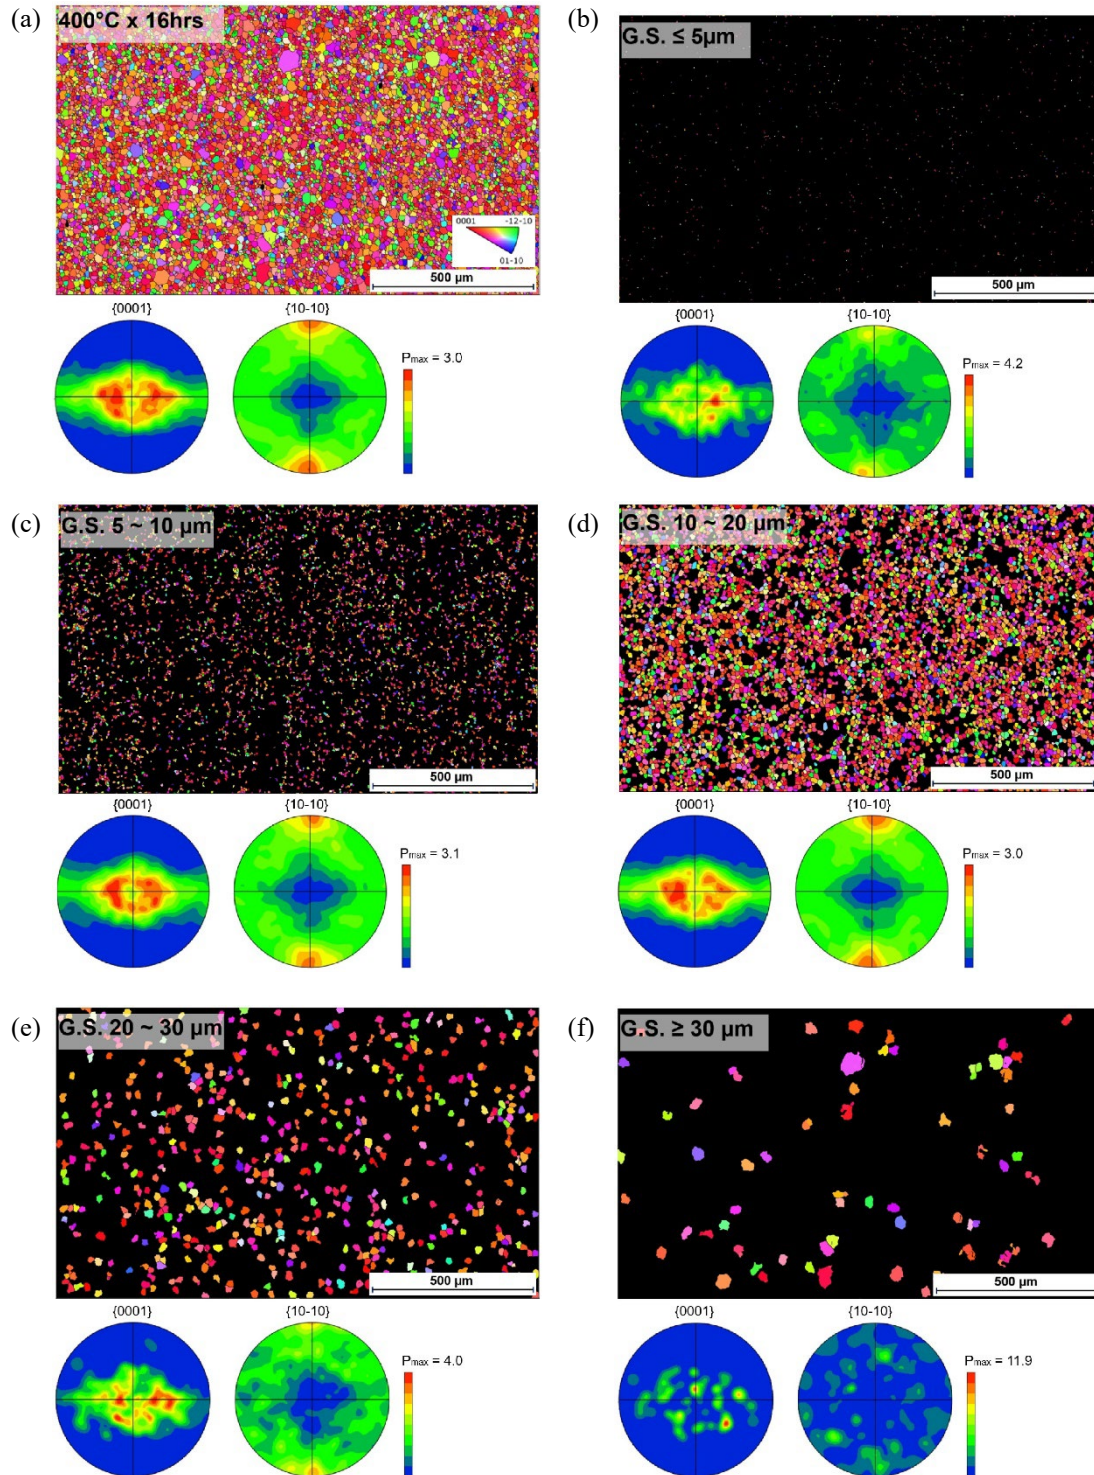 (a)
400°C x 16hrs
0001
-12-10
01-10
500 µm
{0001}
{10-10}
Pmax = 3.0
(b)
G.S. ≤ 5µm
500 µm
{0001}
{10-10}
Pmax = 4.2
(c)
G.S. 5 ~ 10 µm
500 µm
{0001}
{10-10}
Pmax = 3.1
(d)
G.S. 10 ~ 20 µm
500 µm
{0001}
{10-10}
Pmax = 3.0
(e)
G.S. 20 ~ 30 µm
500 µm
{0001}
{10-10}
Pmax = 4.0
(f)
G.S. ≥ 30 µm
500 µm
{0001}
{10-10}
Pmax = 11.9